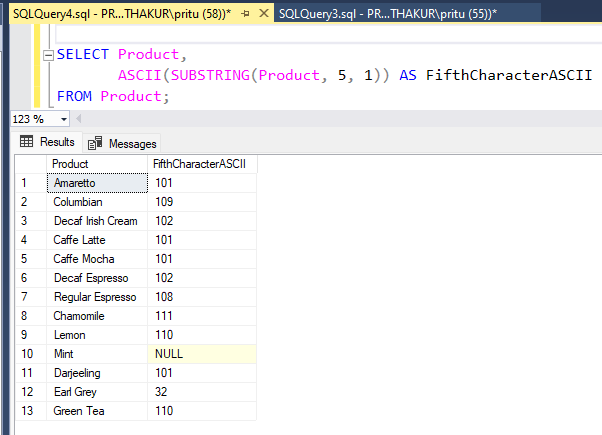 SQLQuery4.sql - PR...THAKUR\pritu (58))* SQLQuery3.sql - PR...THAKUR\pritu (55))*
SELECT Product,
ASCII(SUBSTRING(Product, 5, 1)) AS FifthCharacterASCII
FROM Product;
123 %
Results Messages
Product FifthCharacterASCII
1 Amaretto 101
2 Columbian 109
3 Decaf Irish Cream 102
4 Caffe Latte 101
5 Caffe Mocha 101
6 Decaf Espresso 102
7 Regular Espresso 108
8 Chamomile 111
9 Lemon 110
10 Mint NULL
11 Darjeeling 101
12 Earl Grey 32
13 Green Tea 110